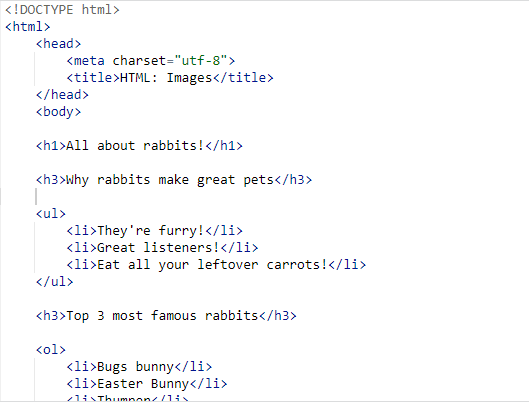 <!DOCTYPE html>
<html>
    <head>
        <meta charset="utf-8">
        <title>HTML: Images</title>
    </head>
    <body>

    <h1>All about rabbits!</h1>

    <h3>Why rabbits make great pets</h3>

    <ul>
        <li>They're furry!</li>
        <li>Great listeners!</li>
        <li>Eat all your leftover carrots!</li>
    </ul>

    <h3>Top 3 most famous rabbits</h3>

    <ol>
        <li>Bugs bunny</li>
        <li>Easter Bunny</li>
        <li>Thumper</li>